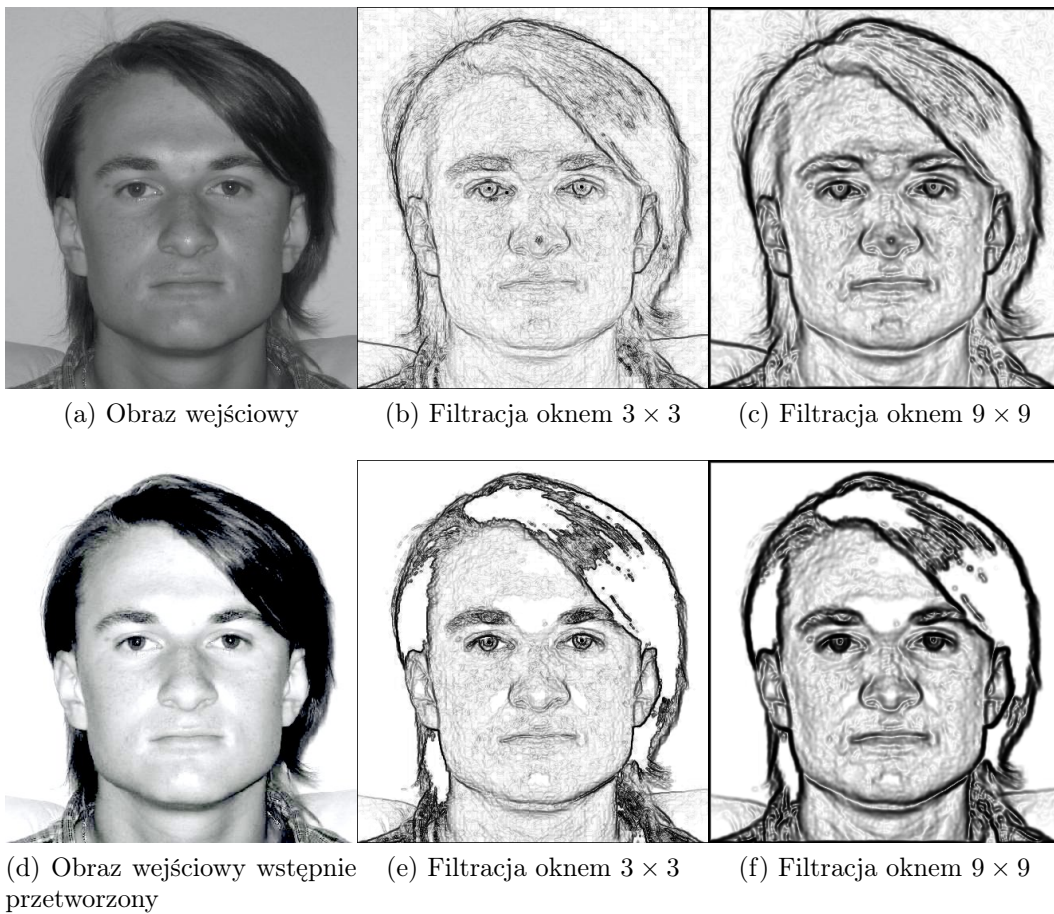 (a) Obraz wejściowy
(b) Filtracja oknem 3 × 3
(c) Filtracja oknem 9 × 9
(d) Obraz wejściowy wstępnie
przetworzony
(e) Filtracja oknem 3 × 3
(f) Filtracja oknem 9 × 9